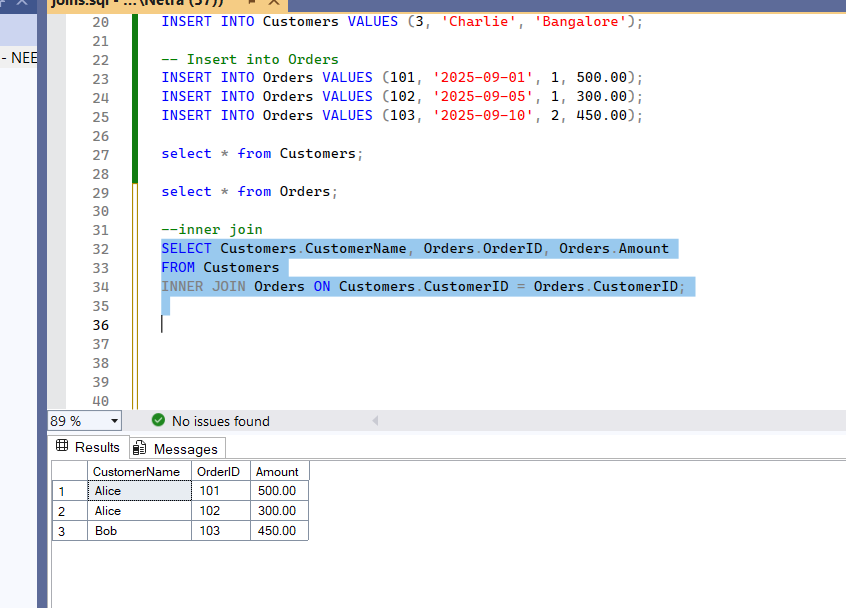 joins.sql - ...\(Netra (57))
- NEE
20 INSERT INTO Customers VALUES (3, 'Charlie', 'Bangalore');
21
22 -- Insert into Orders
23 INSERT INTO Orders VALUES (101, '2025-09-01', 1, 500.00);
24 INSERT INTO Orders VALUES (102, '2025-09-05', 1, 300.00);
25 INSERT INTO Orders VALUES (103, '2025-09-10', 2, 450.00);
26
27 select * from Customers;
28
29 select * from Orders;
30
31 --inner join
32 SELECT Customers.CustomerName, Orders.OrderID, Orders.Amount
33 FROM Customers
34 INNER JOIN Orders ON Customers.CustomerID = Orders.CustomerID;
35
36
37
38
39
40
89 % No issues found
Results Messages
CustomerName OrderID Amount
1 Alice 101 500.00
2 Alice 102 300.00
3 Bob 103 450.00